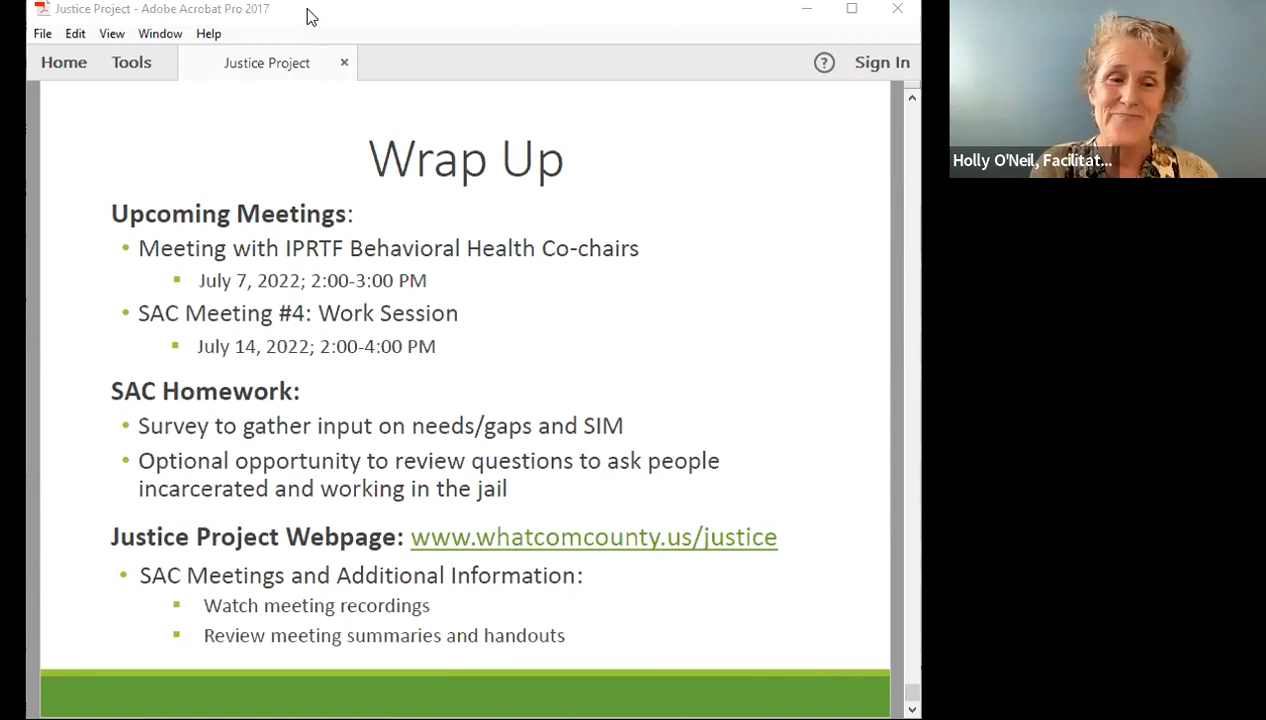 Justice Project - Adobe Acrobat Pro 2017
File Edit View Window Help
Home Tools Justice Project × ? Sign In
Wrap Up
Upcoming Meetings:
• Meeting with IPRTF Behavioral Health Co-chairs
▪ July 7, 2022; 2:00-3:00 PM
• SAC Meeting #4: Work Session
▪ July 14, 2022; 2:00-4:00 PM
SAC Homework:
• Survey to gather input on needs/gaps and SIM
• Optional opportunity to review questions to ask people
incarcerated and working in the jail
Justice Project Webpage: www.whatcomcounty.us/justice
• SAC Meetings and Additional Information:
▪ Watch meeting recordings
▪ Review meeting summaries and handouts
Holly O'Neil, Facilitat...